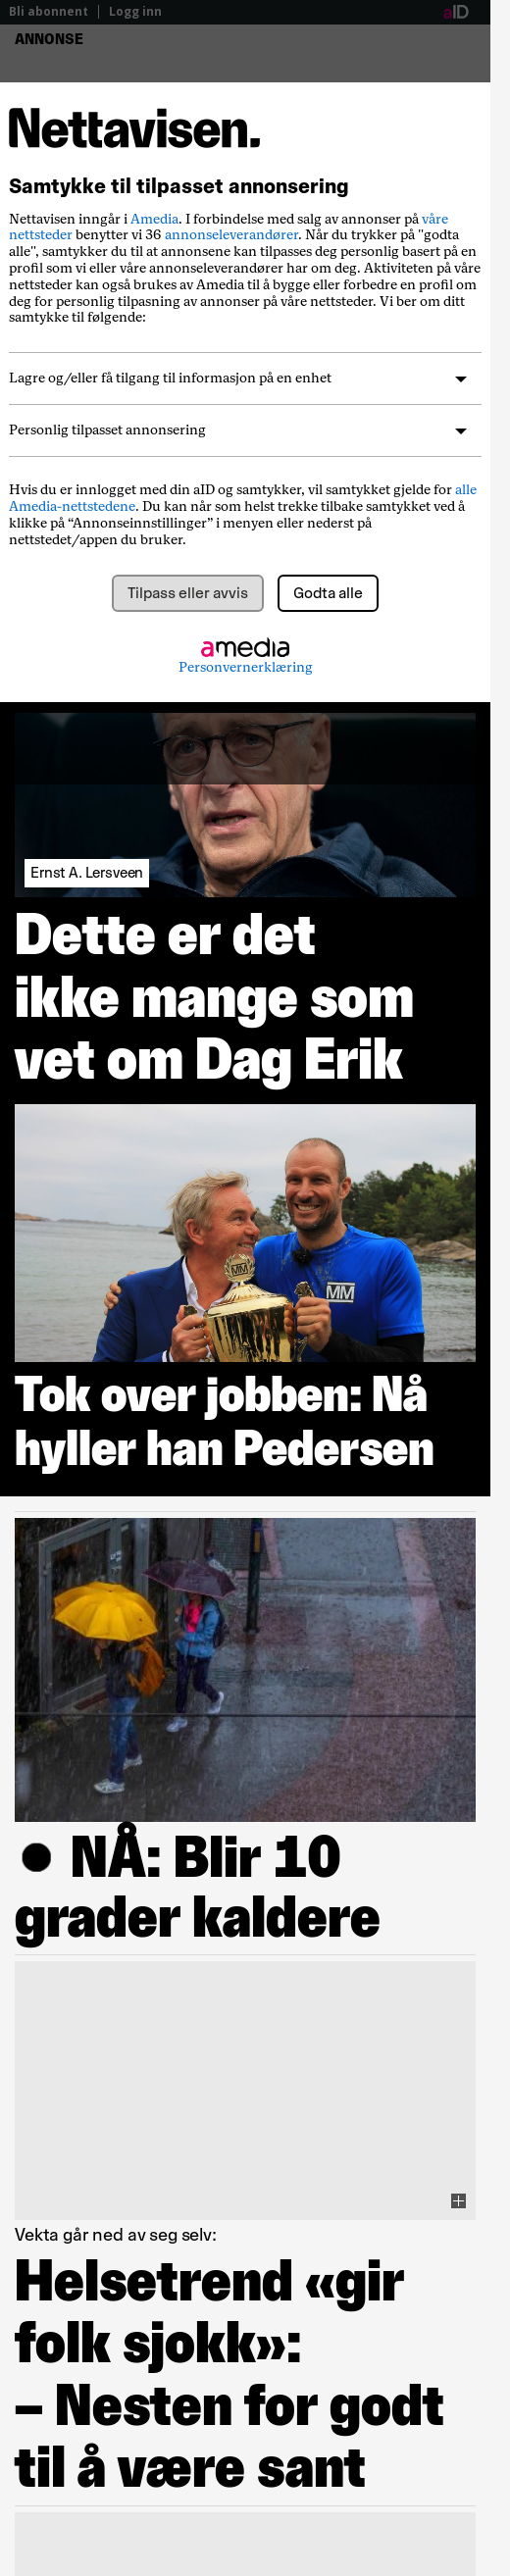 Bli abonnent | Logg inn
aID
ANNONSE
Nettavisen.
Samtykke til tilpasset annonsering
Nettavisen inngår i Amedia. I forbindelse med salg av annonser på våre
nettsteder benytter vi 36 annonseleverandører. Når du trykker på "godta
alle", samtykker du til at annonsene kan tilpasses deg personlig basert på en
profil som vi eller våre annonseleverandører har om deg. Aktiviteten på våre
nettsteder kan også brukes av Amedia til å bygge eller forbedre en profil om
deg for personlig tilpasning av annonser på våre nettsteder. Vi ber om ditt
samtykke til følgende:
Lagre og/eller få tilgang til informasjon på en enhet
Personlig tilpasset annonsering
Hvis du er innlogget med din aID og samtykker, vil samtykket gjelde for alle
Amedia-nettstedene. Du kan når som helst trekke tilbake samtykket ved å
klikke på “Annonseinnstillinger” i menyen eller nederst på
nettstedet/appen du bruker.
Tilpass eller avvis
Godta alle
amedia
Personvernerklæring
Ernst A. Lersveen
Dette er det
ikke mange som
vet om Dag Erik
MM
MM
Tok over jobben: Nå
hyller han Pedersen
● NÅ: Blir 10
grader kaldere
Vekta går ned av seg selv:
Helsetrend «gir
folk sjokk»:
– Nesten for godt
til å være sant